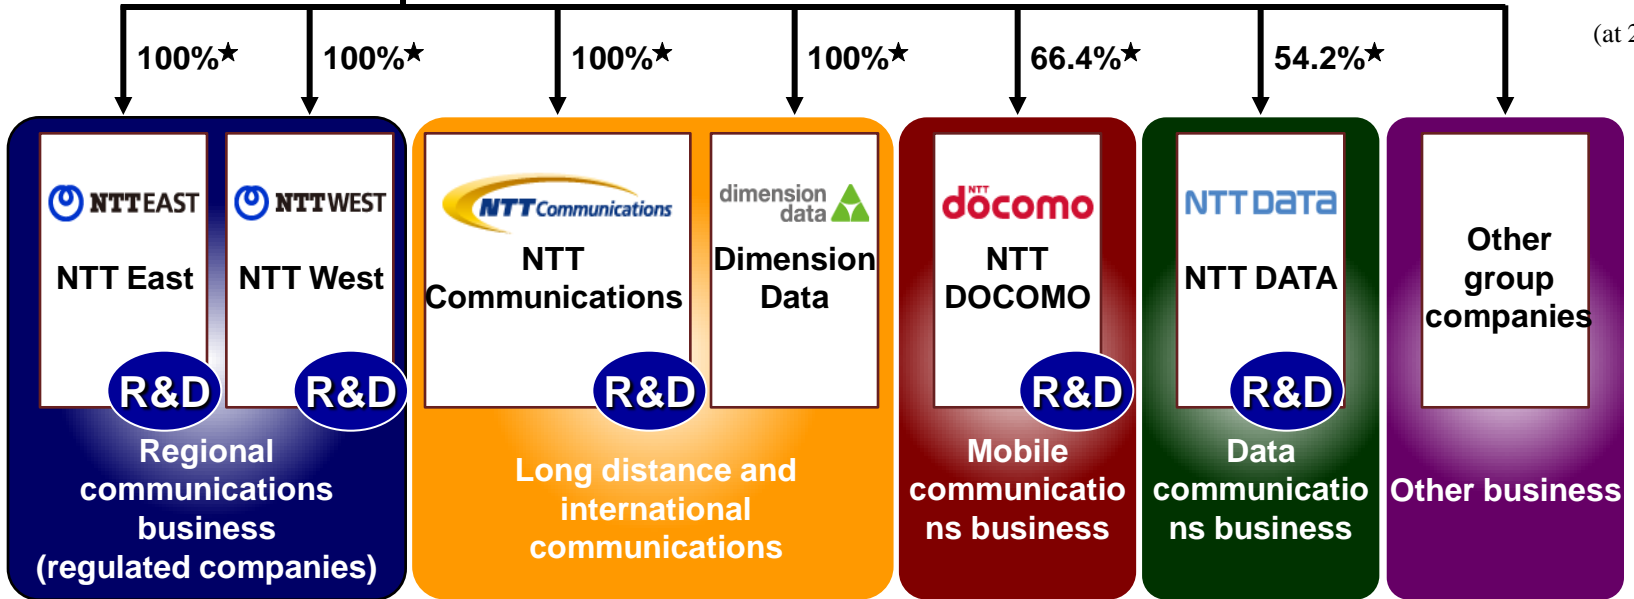 (at 2
100%★
100%★
100%★
100%★
66.4%★
54.2%★
NTT EAST
NTT East
R&D
NTT WEST
NTT West
R&D
Regional
communications
business
(regulated companies)
NTT Communications
NTT
Communications
R&D
dimension
data
Dimension
Data
Long distance and
international
communications
NTT
döcomo
NTT
DOCOMO
R&D
Mobile
communicatio
ns business
NTT DATA
NTT DATA
R&D
Data
communicatio
ns business
Other
group
companies
Other business